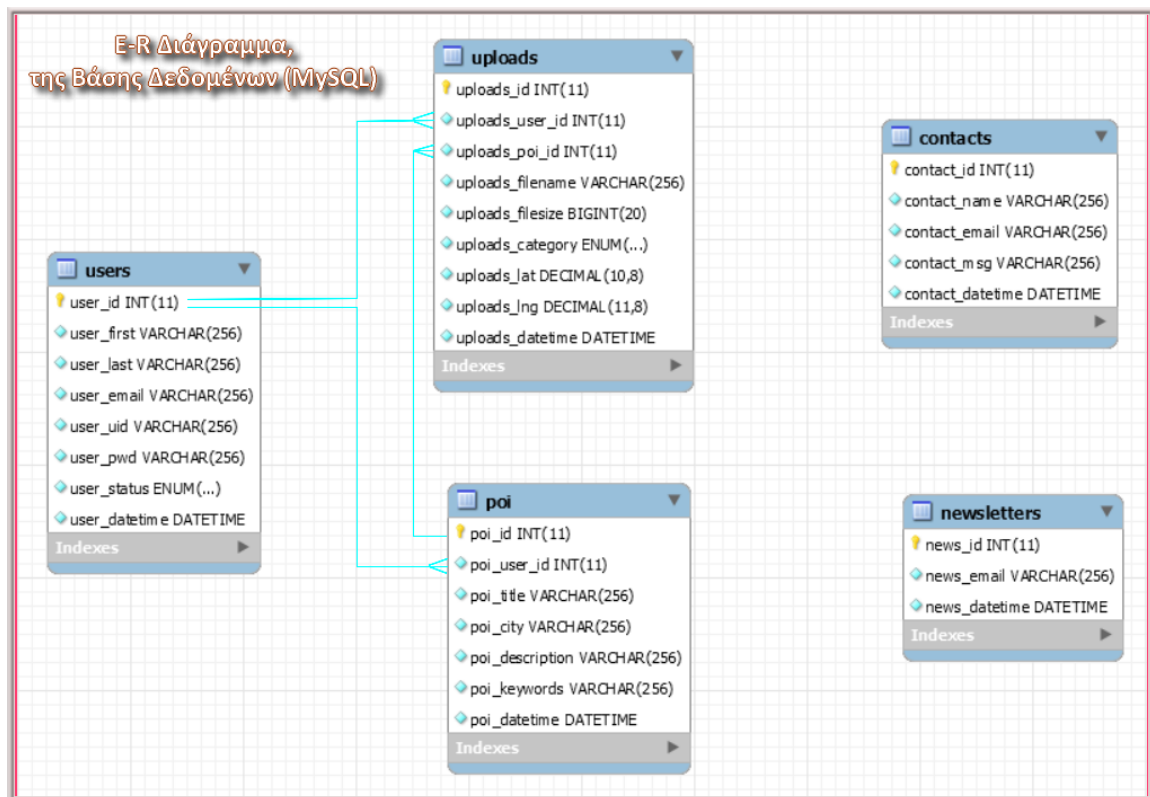 E-R Διάγραμμα,
της Βάσης Δεδομένων (MySQL)
uploads
uploads_id INT(11)
uploads_user_id INT(11)
uploads_poi_id INT(11)
uploads_filename VARCHAR(256)
uploads_filesize BIGINT(20)
uploads_category ENUM(...)
uploads_lat DECIMAL(10,8)
uploads_lng DECIMAL(11,8)
uploads_datetime DATETIME
Indexes
contacts
contact_id INT(11)
contact_name VARCHAR(256)
contact_email VARCHAR(256)
contact_msg VARCHAR(256)
contact_datetime DATETIME
Indexes
users
user_id INT(11)
user_first VARCHAR(256)
user_last VARCHAR(256)
user_email VARCHAR(256)
user_uid VARCHAR(256)
user_pwd VARCHAR(256)
user_status ENUM(...)
user_datetime DATETIME
Indexes
poi
poi_id INT(11)
poi_user_id INT(11)
poi_title VARCHAR(256)
poi_city VARCHAR(256)
poi_description VARCHAR(256)
poi_keywords VARCHAR(256)
poi_datetime DATETIME
Indexes
newsletters
news_id INT(11)
news_email VARCHAR(256)
news_datetime DATETIME
Indexes